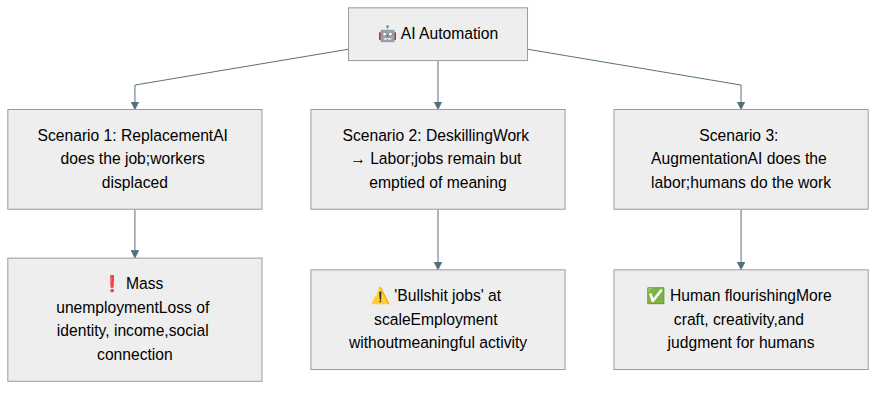 🤖 AI Automation
Scenario 1: ReplacementAI
does the job;workers
displaced
Scenario 2: DeskillingWork
→ Labor;jobs remain but
emptied of meaning
Scenario 3:
AugmentationAI does the
labor;humans do the work
❗ Mass
unemploymentLoss of
identity, income,social
connection
⚠️ 'Bullshit jobs' at
scaleEmployment
withoutmeaningful activity
✅ Human flourishingMore
craft, creativity,and
judgment for humans